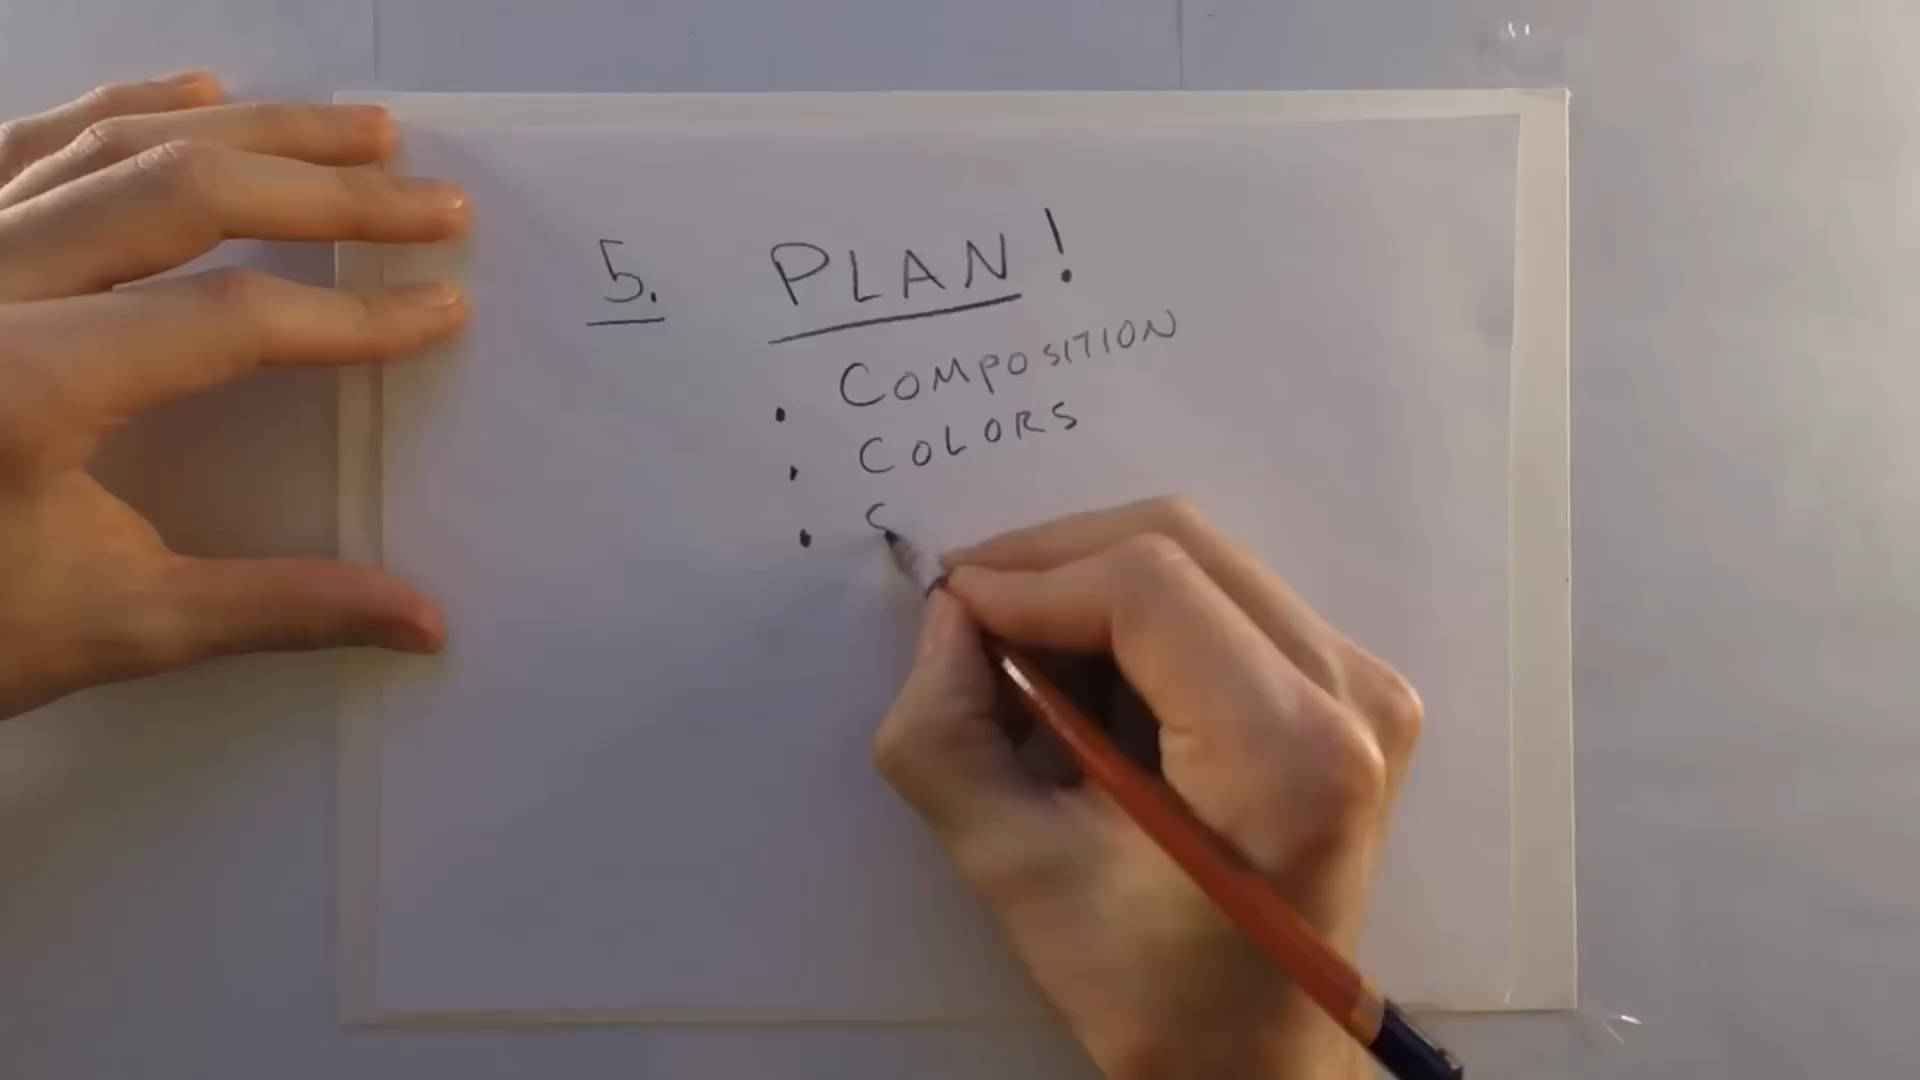 5. PLAN!
• COMPOSITION
• COLORS
• S